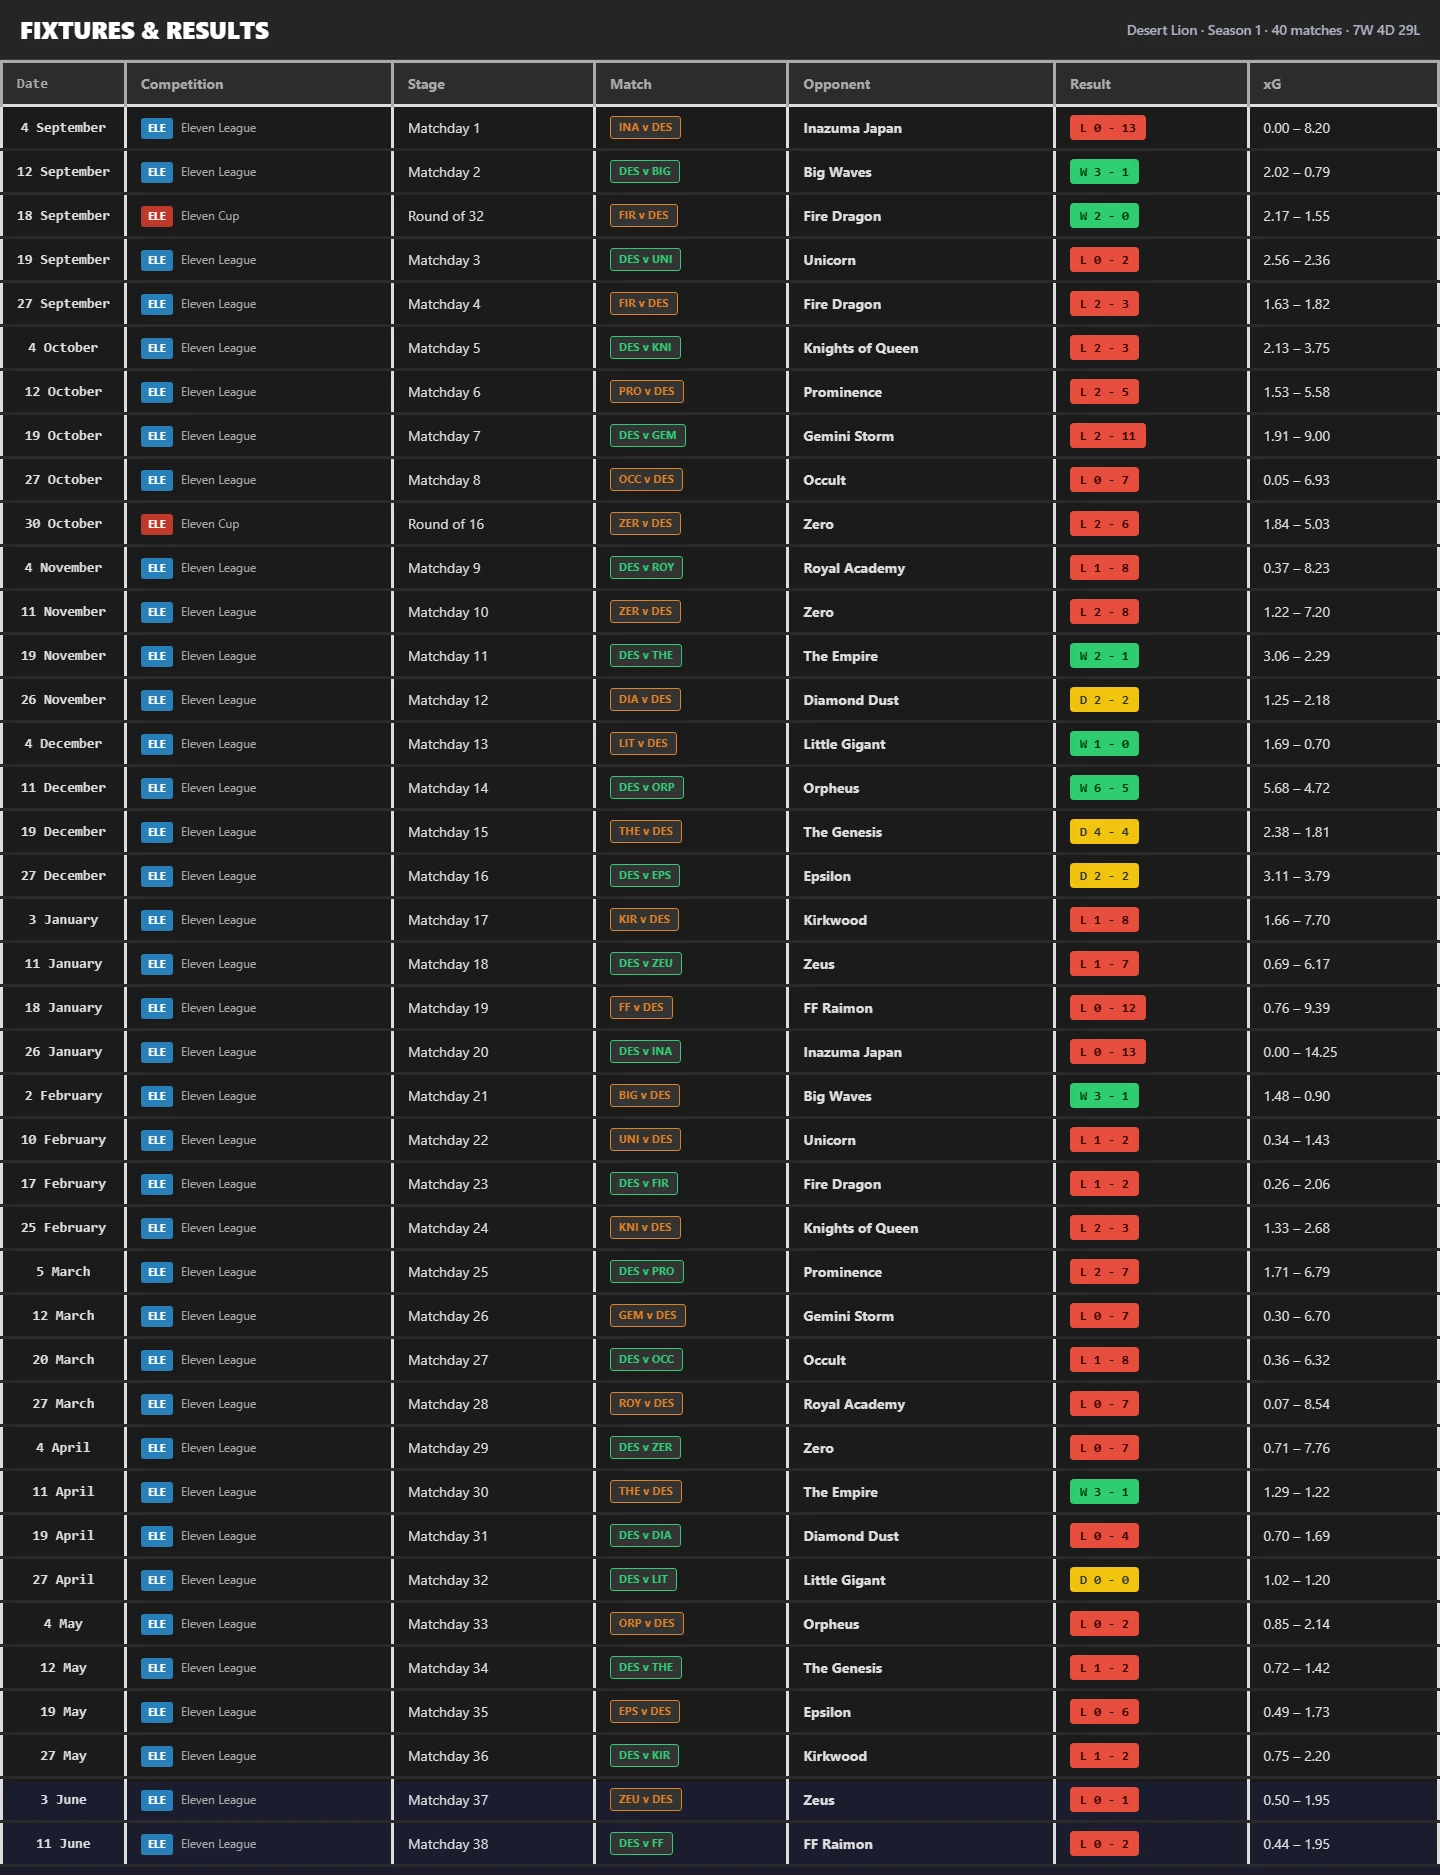 FIXTURES & RESULTS
Desert Lion · Season 1 · 40 matches · 7W 4D 29L
Date Competition Stage Match Opponent Result xG
4 September ELE Eleven League Matchday 1 INA v DES Inazuma Japan L 0 - 13 0.00 – 8.20
12 September ELE Eleven League Matchday 2 DES v BIG Big Waves W 3 - 1 2.02 – 0.79
18 September ELE Eleven Cup Round of 32 FIR v DES Fire Dragon W 2 - 0 2.17 – 1.55
19 September ELE Eleven League Matchday 3 DES v UNI Unicorn L 0 - 2 2.56 – 2.36
27 September ELE Eleven League Matchday 4 FIR v DES Fire Dragon L 2 - 3 1.63 – 1.82
4 October ELE Eleven League Matchday 5 DES v KNI Knights of Queen L 2 - 3 2.13 – 3.75
12 October ELE Eleven League Matchday 6 PRO v DES Prominence L 2 - 5 1.53 – 5.58
19 October ELE Eleven League Matchday 7 DES v GEM Gemini Storm L 2 - 11 1.91 – 9.00
27 October ELE Eleven League Matchday 8 OCC v DES Occult L 0 - 7 0.05 – 6.93
30 October ELE Eleven Cup Round of 16 ZER v DES Zero L 2 - 6 1.84 – 5.03
4 November ELE Eleven League Matchday 9 DES v ROY Royal Academy L 1 - 8 0.37 – 8.23
11 November ELE Eleven League Matchday 10 ZER v DES Zero L 2 - 8 1.22 – 7.20
19 November ELE Eleven League Matchday 11 DES v THE The Empire W 2 - 1 3.06 – 2.29
26 November ELE Eleven League Matchday 12 DIA v DES Diamond Dust D 2 - 2 1.25 – 2.18
4 December ELE Eleven League Matchday 13 LIT v DES Little Gigant W 1 - 0 1.69 – 0.70
11 December ELE Eleven League Matchday 14 DES v ORP Orpheus W 6 - 5 5.68 – 4.72
19 December ELE Eleven League Matchday 15 THE v DES The Genesis D 4 - 4 2.38 – 1.81
27 December ELE Eleven League Matchday 16 DES v EPS Epsilon D 2 - 2 3.11 – 3.79
3 January ELE Eleven League Matchday 17 KIR v DES Kirkwood L 1 - 8 1.66 – 7.70
11 January ELE Eleven League Matchday 18 DES v ZEU Zeus L 1 - 7 0.69 – 6.17
18 January ELE Eleven League Matchday 19 FF v DES FF Raimon L 0 - 12 0.76 – 9.39
26 January ELE Eleven League Matchday 20 DES v INA Inazuma Japan L 0 - 13 0.00 – 14.25
2 February ELE Eleven League Matchday 21 BIG v DES Big Waves W 3 - 1 1.48 – 0.90
10 February ELE Eleven League Matchday 22 UNI v DES Unicorn L 1 - 2 0.34 – 1.43
17 February ELE Eleven League Matchday 23 DES v FIR Fire Dragon L 1 - 2 0.26 – 2.06
25 February ELE Eleven League Matchday 24 KNI v DES Knights of Queen L 2 - 3 1.33 – 2.68
5 March ELE Eleven League Matchday 25 DES v PRO Prominence L 2 - 7 1.71 – 6.79
12 March ELE Eleven League Matchday 26 GEM v DES Gemini Storm L 0 - 7 0.30 – 6.70
20 March ELE Eleven League Matchday 27 DES v OCC Occult L 1 - 8 0.36 – 6.32
27 March ELE Eleven League Matchday 28 ROY v DES Royal Academy L 0 - 7 0.07 – 8.54
4 April ELE Eleven League Matchday 29 DES v ZER Zero L 0 - 7 0.71 – 7.76
11 April ELE Eleven League Matchday 30 THE v DES The Empire W 3 - 1 1.29 – 1.22
19 April ELE Eleven League Matchday 31 DES v DIA Diamond Dust L 0 - 4 0.70 – 1.69
27 April ELE Eleven League Matchday 32 DES v LIT Little Gigant D 0 - 0 1.02 – 1.20
4 May ELE Eleven League Matchday 33 ORP v DES Orpheus L 0 - 2 0.85 – 2.14
12 May ELE Eleven League Matchday 34 DES v THE The Genesis L 1 - 2 0.72 – 1.42
19 May ELE Eleven League Matchday 35 EPS v DES Epsilon L 0 - 6 0.49 – 1.73
27 May ELE Eleven League Matchday 36 DES v KIR Kirkwood L 1 - 2 0.75 – 2.20
3 June ELE Eleven League Matchday 37 ZEU v DES Zeus L 0 - 1 0.50 – 1.95
11 June ELE Eleven League Matchday 38 DES v FF FF Raimon L 0 - 2 0.44 – 1.95